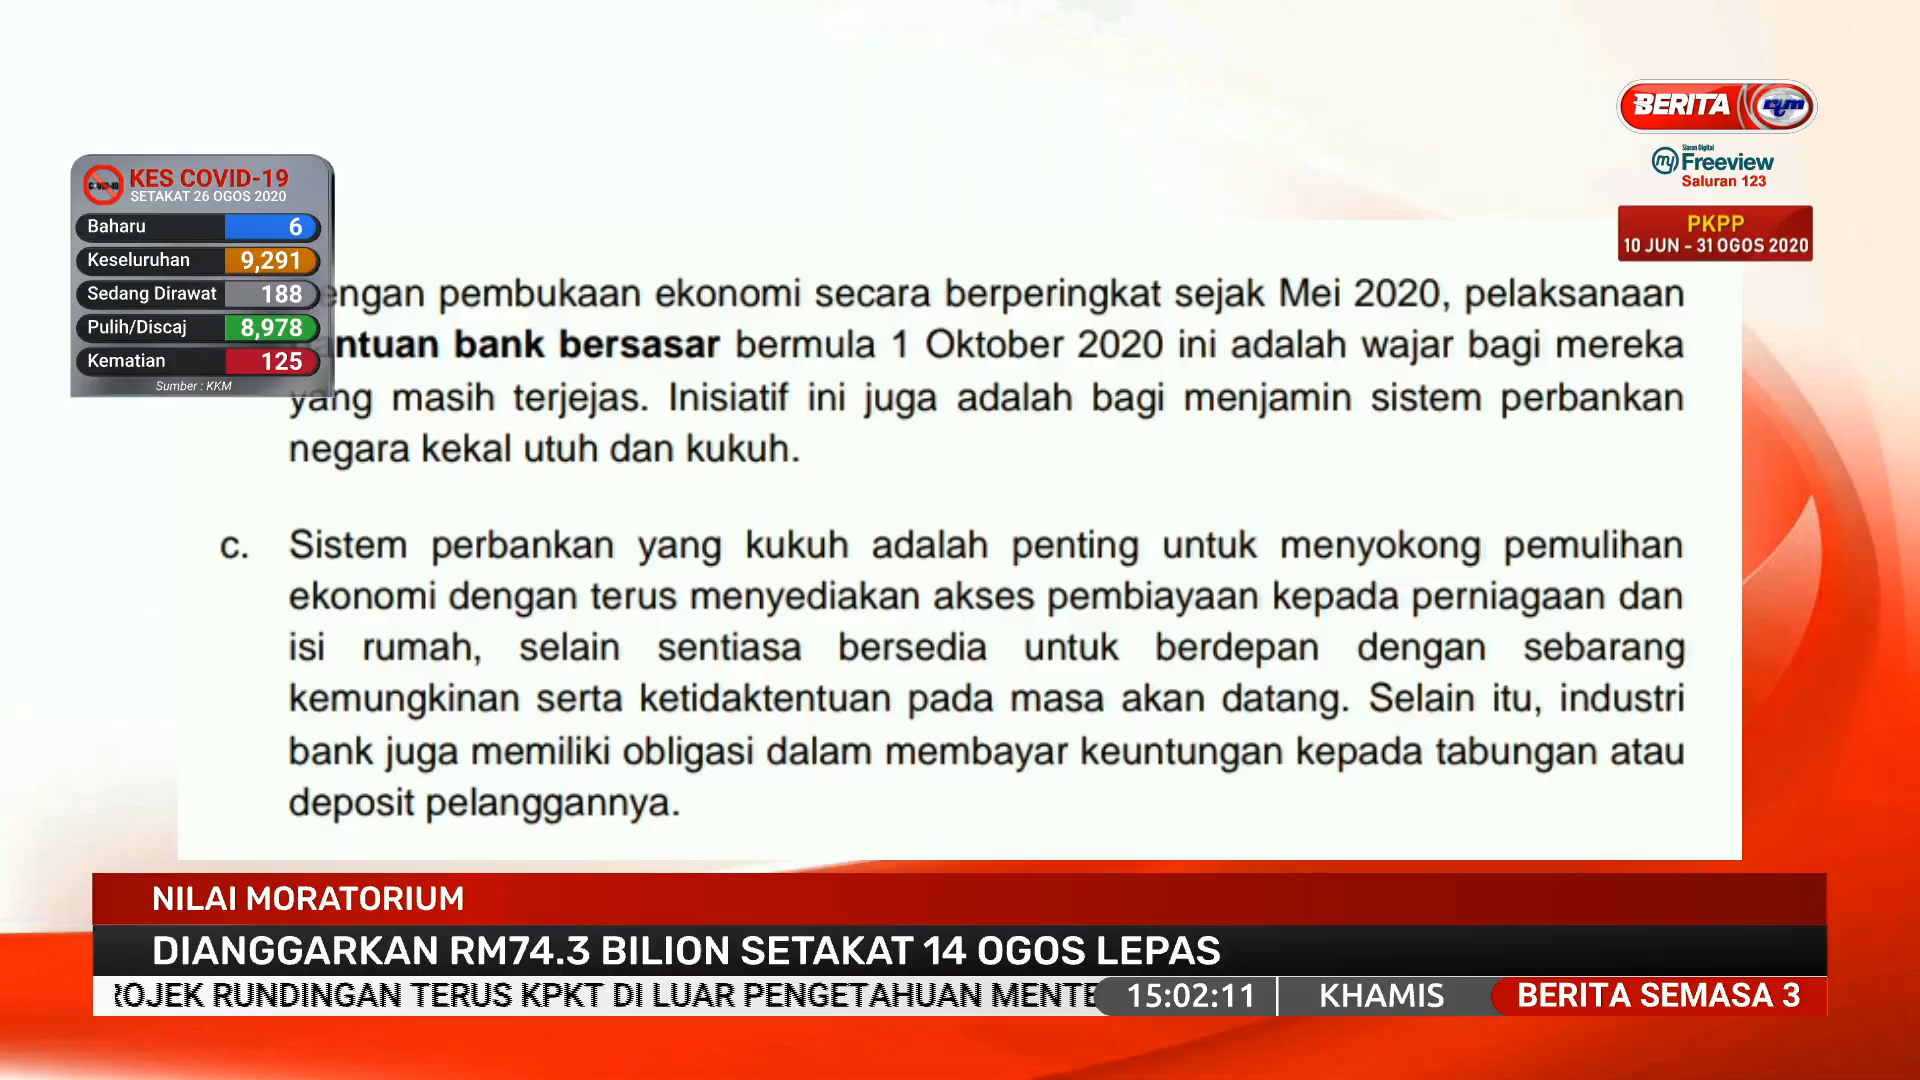 BERITA rtm
Siaran Digital
my Freeview
Saluran 123
PKPP
10 JUN - 31 OGOS 2020
KES COVID-19
SETAKAT 26 OGOS 2020
Baharu 6
Keseluruhan 9,291
Sedang Dirawat 188
Pulih/Discaj 8,978
Kematian 125
Sumber : KKM
engan pembukaan ekonomi secara berperingkat sejak Mei 2020, pelaksanaan
antuan bank bersasar bermula 1 Oktober 2020 ini adalah wajar bagi mereka
yang masih terjejas. Inisiatif ini juga adalah bagi menjamin sistem perbankan
negara kekal utuh dan kukuh.
c. Sistem perbankan yang kukuh adalah penting untuk menyokong pemulihan
ekonomi dengan terus menyediakan akses pembiayaan kepada perniagaan dan
isi rumah, selain sentiasa bersedia untuk berdepan dengan sebarang
kemungkinan serta ketidaktentuan pada masa akan datang. Selain itu, industri
bank juga memiliki obligasi dalam membayar keuntungan kepada tabungan atau
deposit pelanggannya.
NILAI MORATORIUM
DIANGGARKAN RM74.3 BILION SETAKAT 14 OGOS LEPAS
ROJEK RUNDINGAN TERUS KPKT DI LUAR PENGETAHUAN MENTE 15:02:11 KHAMIS BERITA SEMASA 3